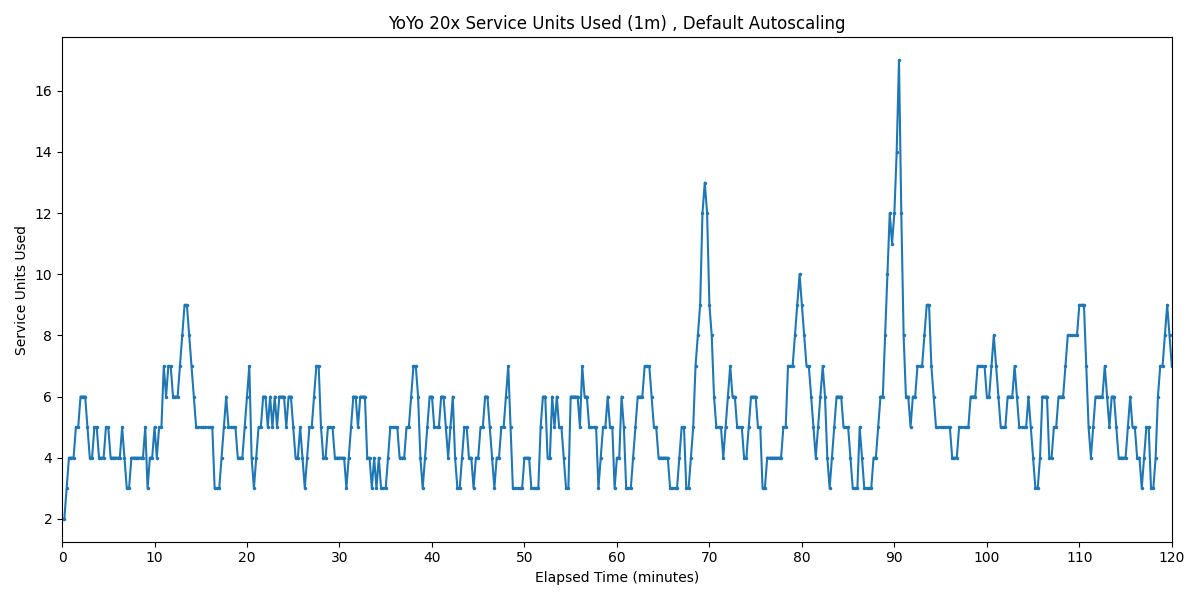 YoYo 20x Service Units Used (1m) , Default Autoscaling
Service Units Used
16
14
12
10
8
6
4
2
0 10 20 30 40 50 60 70 80 90 100 110 120
Elapsed Time (minutes)